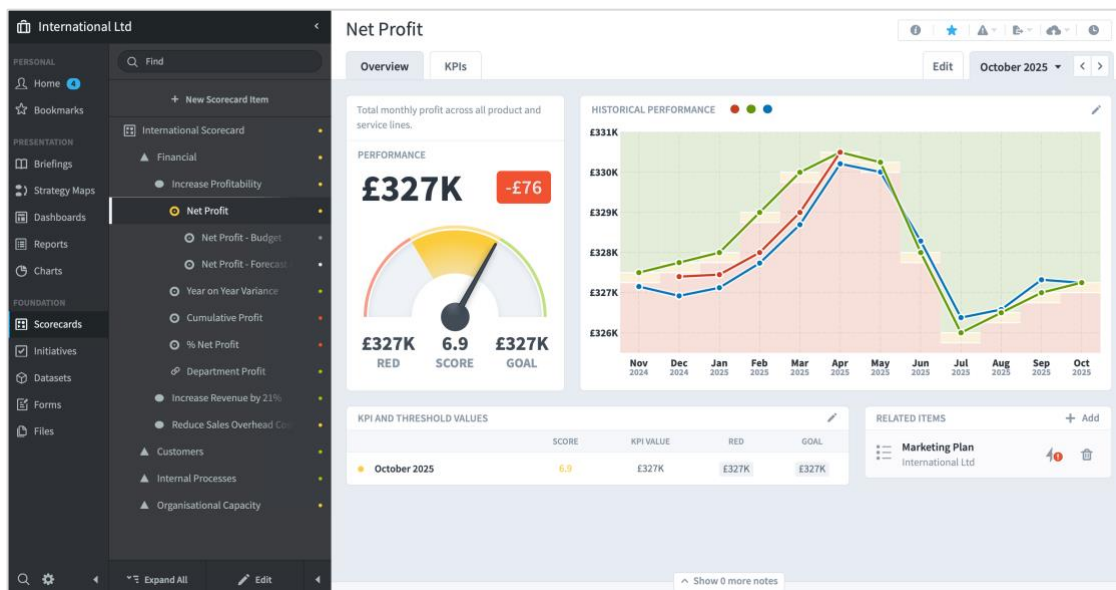 International Ltd
PERSONAL
Home 4
Bookmarks
PRESENTATION
Briefings
Strategy Maps
Dashboards
Reports
Charts
FOUNDATION
Scorecards
Initiatives
Datasets
Forms
Files
Find
+ New Scorecard Item
International Scorecard
Financial
Increase Profitability
Net Profit
Net Profit - Budget
Net Profit - Forecast
Year on Year Variance
Cumulative Profit
% Net Profit
Department Profit
Increase Revenue by 21%
Reduce Sales Overhead
Customers
Internal Processes
Organisational Capacity
Expand All
Edit
Net Profit
Overview
KPIs
Edit
October 2025
Total monthly profit across all product and
service lines.
PERFORMANCE
£327K
-£76
£327K 6.9 £327K
RED SCORE GOAL
HISTORICAL PERFORMANCE
£331K
£330K
£329K
£328K
£327K
£326K
Nov Dec Jan Feb Mar Apr May Jun Jul Aug Sep Oct
2024 2024 2025 2025 2025 2025 2025 2025 2025 2025 2025 2025
KPI AND THRESHOLD VALUES
SCORE KPI VALUE RED GOAL
October 2025 6.9 £327K £327K £327K
RELATED ITEMS
+ Add
Marketing Plan
International Ltd
Show 0 more notes